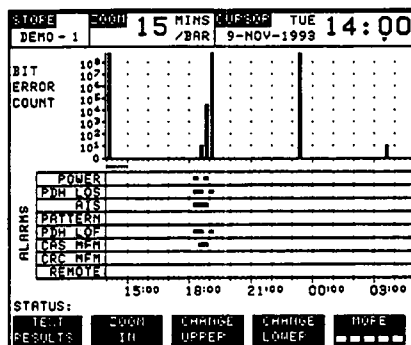 STORE ZOOM 15 MINS /BAR CURSOR TUE 14:00
DEMO - 1 9-NOV-1993
BIT ERROR COUNT
10⁸
10⁶
10⁵
10⁴
10³
10²
10¹
0
ALARMS
POWER
PDH LOS
AIS
PATTERN
PDH LOF
CAS MFM
CRC MFM
REMOTE
15:00 18:00 21:00 00:00 03:00
STATUS:
TEST RESULTS
ZOOM IN
CHANGE UPPER
CHANGE LOWER
MORE